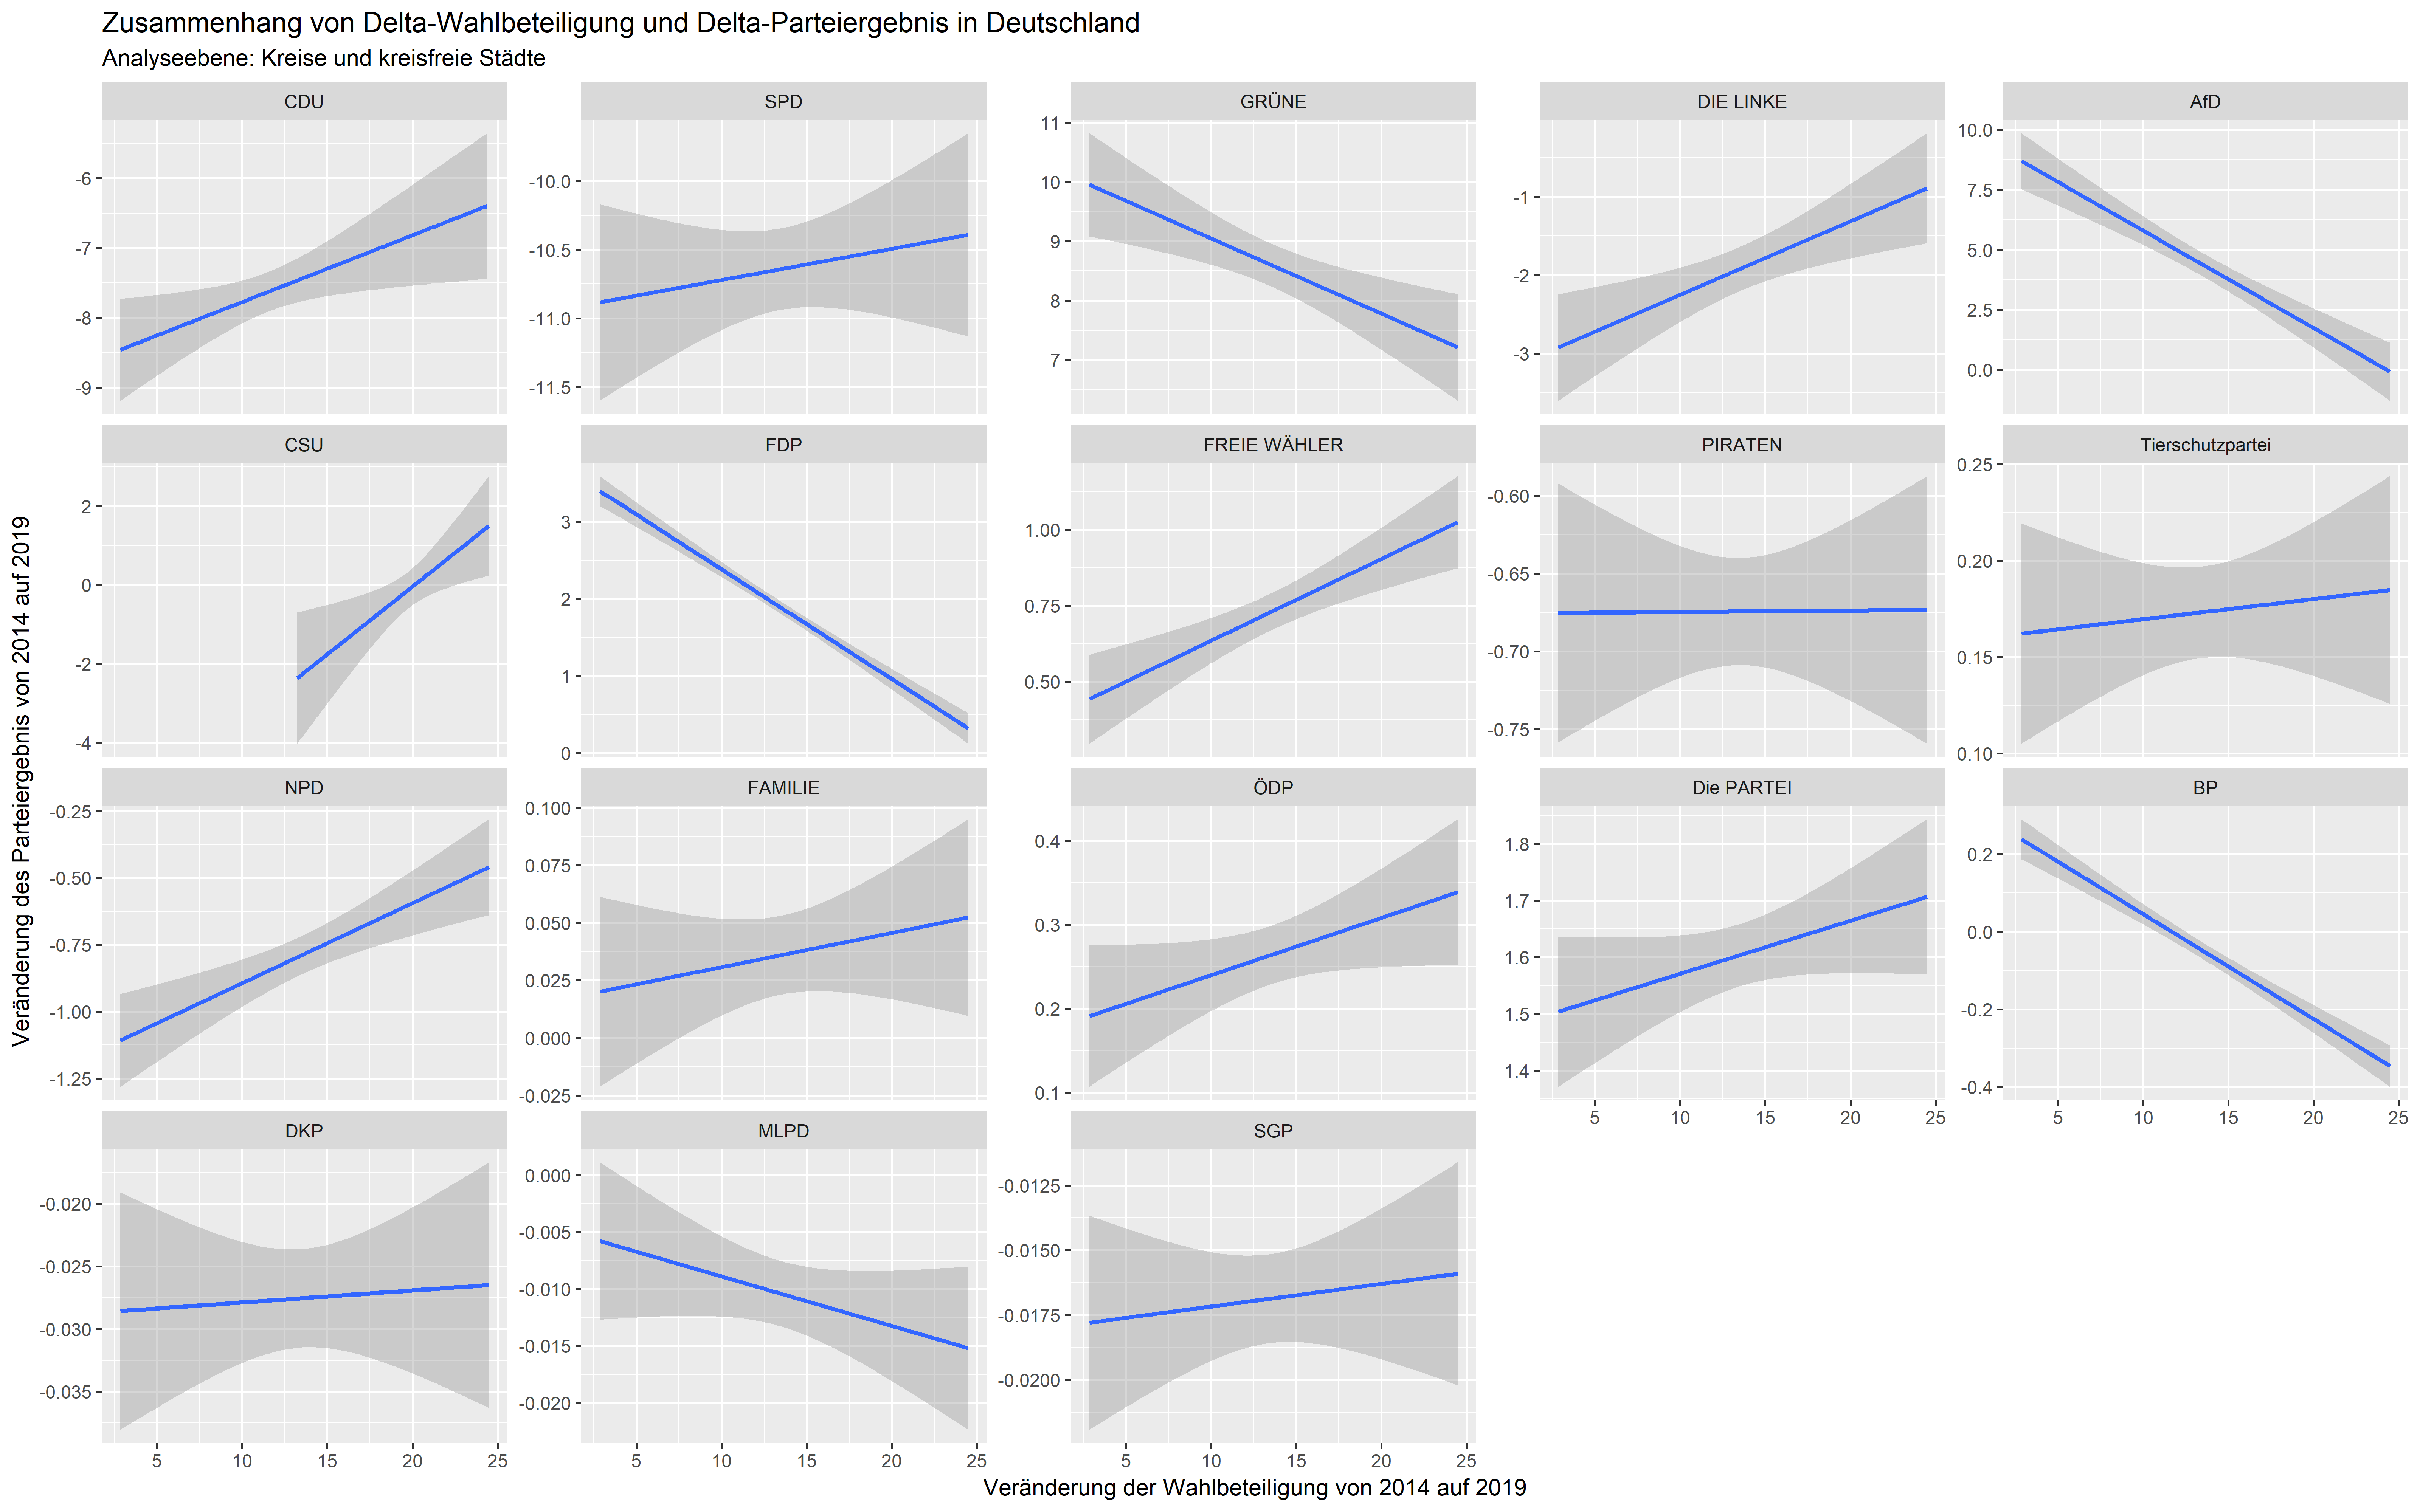 Zusammenhang von Delta-Wahlbeteiligung und Delta-Parteiergebnis in Deutschland
Analyseebene: Kreise und kreisfreie Städte
Veränderung des Parteiergebnis von 2014 auf 2019
CDU
-6
-7
-8
-9
SPD
-10.0
-10.5
-11.0
-11.5
GRÜNE
11
10
9
8
7
DIE LINKE
-1
-2
-3
AfD
10.0
7.5
5.0
2.5
0.0
CSU
2
0
-2
-4
FDP
3
2
1
0
FREIE WÄHLER
1.00
0.75
0.50
PIRATEN
-0.60
-0.65
-0.70
-0.75
Tierschutzpartei
0.25
0.20
0.15
0.10
NPD
-0.25
-0.50
-0.75
-1.00
-1.25
FAMILIE
0.100
0.075
0.050
0.025
0.000
-0.025
ÖDP
0.4
0.3
0.2
0.1
Die PARTEI
1.8
1.7
1.6
1.5
1.4
5 10 15 20 25
BP
0.2
0.0
-0.2
-0.4
5 10 15 20 25
DKP
-0.020
-0.025
-0.030
-0.035
5 10 15 20 25
MLPD
0.000
-0.005
-0.010
-0.015
-0.020
5 10 15 20 25
SGP
-0.0125
-0.0150
-0.0175
-0.0200
5 10 15 20 25
Veränderung der Wahlbeteiligung von 2014 auf 2019